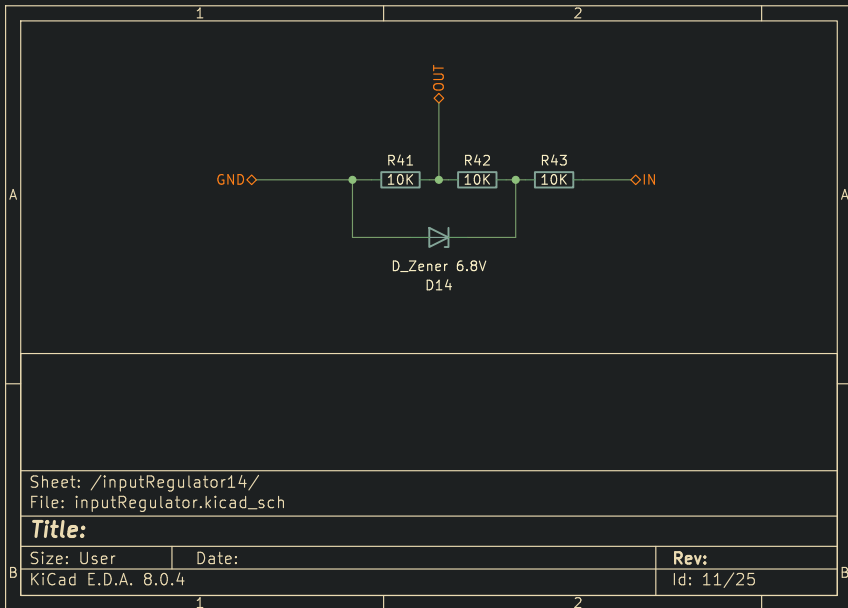 1 2
OUT
R41 R42 R43
GND 10K 10K 10K IN
A A
D_Zener 6.8V
D14
Sheet: /inputRegulator14/
File: inputRegulator.kicad_sch
Title:
Size: User Date: Rev:
B B
KiCad E.D.A. 8.0.4 Id: 11/25
1 2